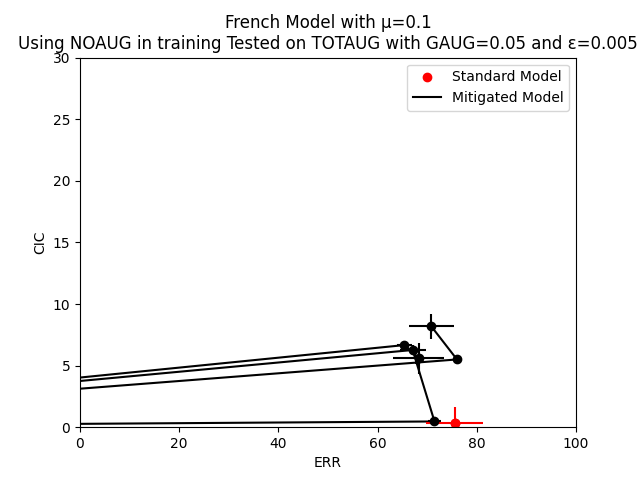 French Model with μ=0.1
Using NOAUG in training Tested on TOTAUG with GAUG=0.05 and ε=0.005
30
25
20
15
10
5
0
CIC
Standard Model
Mitigated Model
0 20 40 60 80 100
ERR